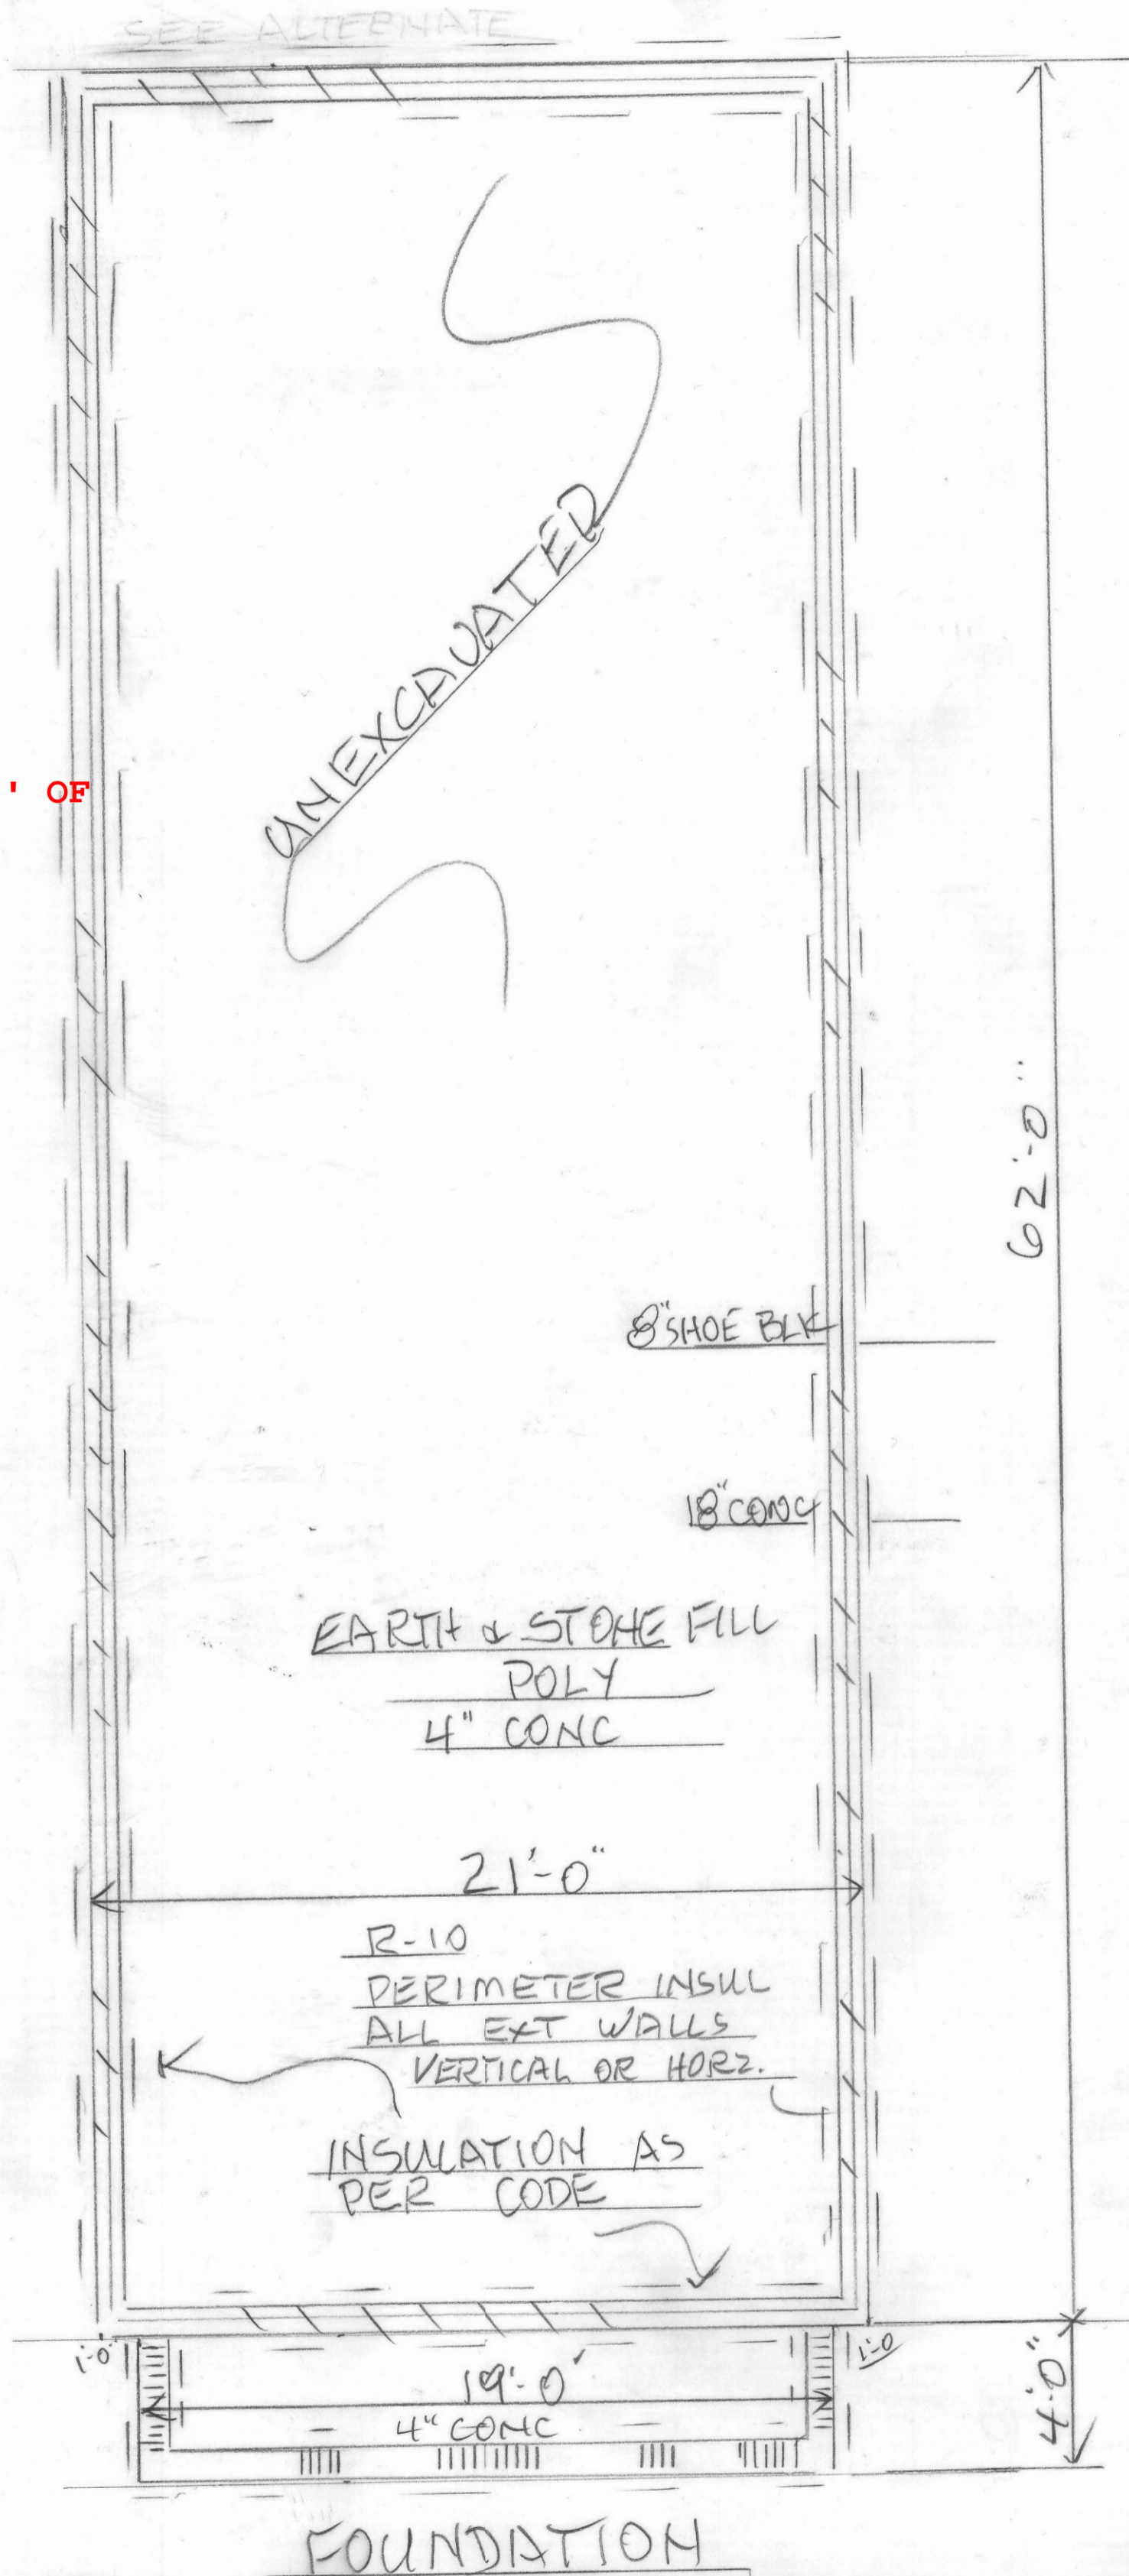 SEE ALTERNATE
UNEXCAVATED
' OF
62'-0"
8" SHOE BLK
18" CONC
EARTH & STONE FILL
POLY
4" CONC
21'-0"
R-10
PERIMETER INSUL
ALL EXT WALLS
VERTICAL OR HORZ.
INSULATION AS
PER CODE
1'-0
1'-0
19'-0'
4'-0"
4" CONC
FOUNDATION